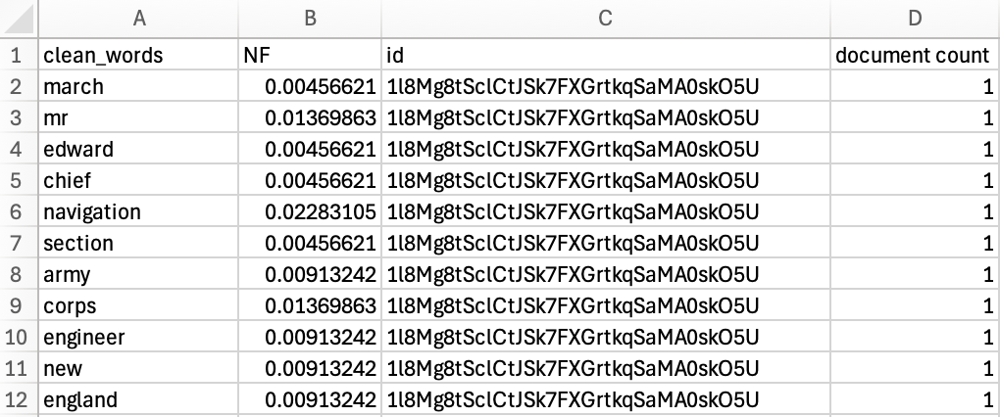 A B C D
1 clean_words NF id document count
2 march 0.00456621 1l8Mg8tSclCtJSk7FXGrtkqSaMA0skO5U 1
3 mr 0.01369863 1l8Mg8tSclCtJSk7FXGrtkqSaMA0skO5U 1
4 edward 0.00456621 1l8Mg8tSclCtJSk7FXGrtkqSaMA0skO5U 1
5 chief 0.00456621 1l8Mg8tSclCtJSk7FXGrtkqSaMA0skO5U 1
6 navigation 0.02283105 1l8Mg8tSclCtJSk7FXGrtkqSaMA0skO5U 1
7 section 0.00456621 1l8Mg8tSclCtJSk7FXGrtkqSaMA0skO5U 1
8 army 0.00913242 1l8Mg8tSclCtJSk7FXGrtkqSaMA0skO5U 1
9 corps 0.01369863 1l8Mg8tSclCtJSk7FXGrtkqSaMA0skO5U 1
10 engineer 0.00913242 1l8Mg8tSclCtJSk7FXGrtkqSaMA0skO5U 1
11 new 0.00913242 1l8Mg8tSclCtJSk7FXGrtkqSaMA0skO5U 1
12 england 0.00913242 1l8Mg8tSclCtJSk7FXGrtkqSaMA0skO5U 1